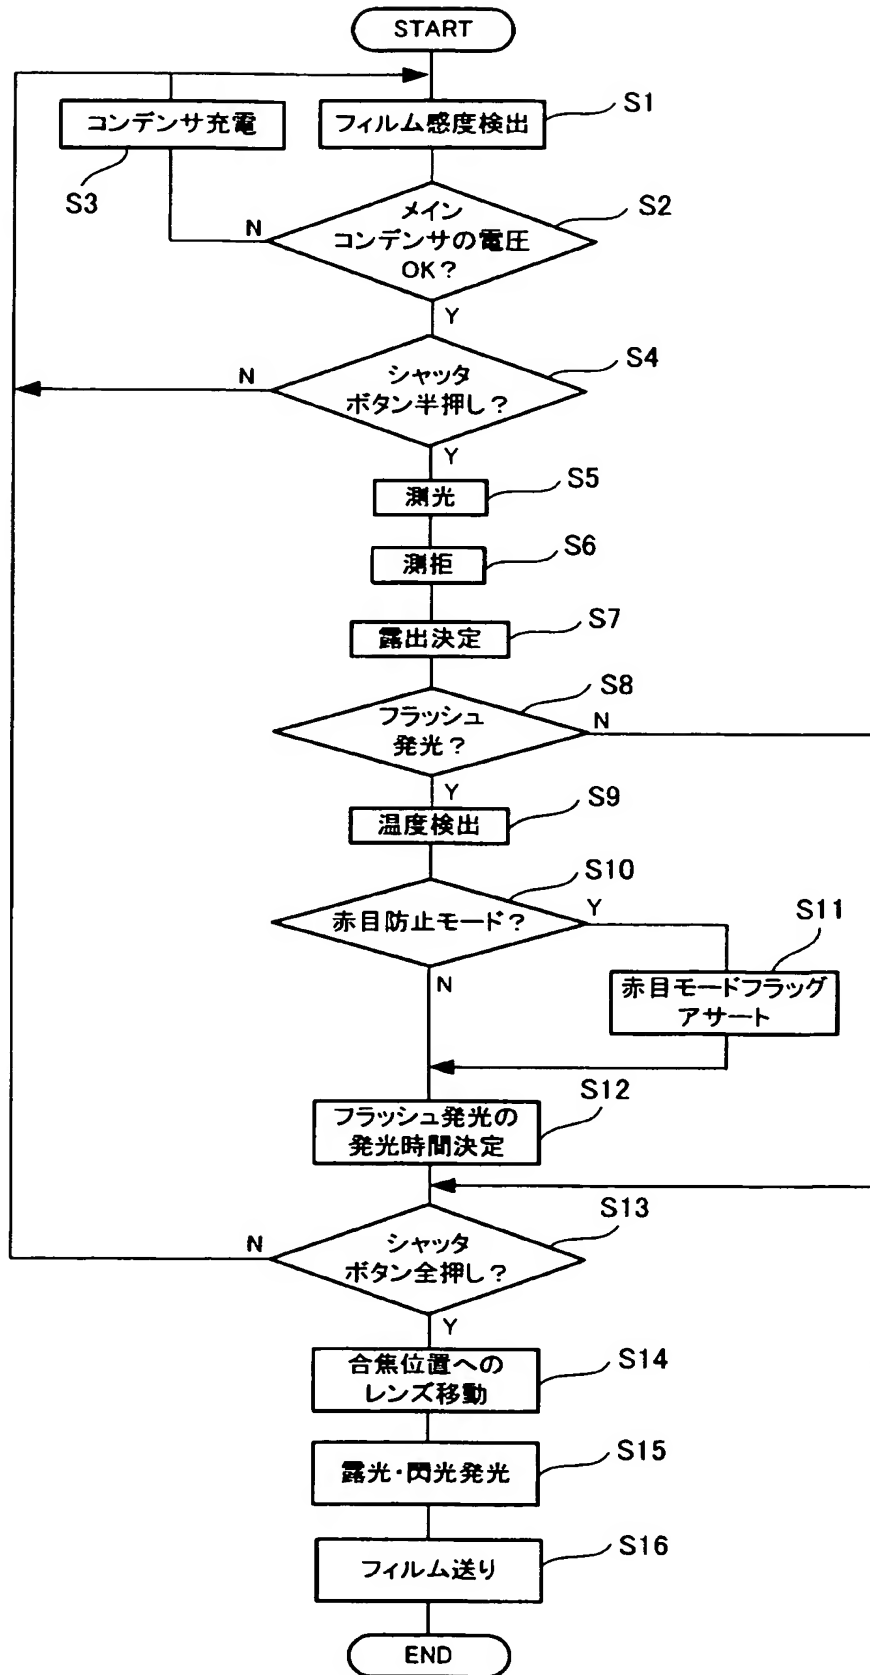 START
コンデンサ充電
フィルム感度検出
S1
S3
メイン
コンデンサの電圧
OK?
S2
N
Y
シャッタ
ボタン半押し?
S4
N
Y
測光
S5
測拒
S6
露出決定
S7
フラッシュ
発光?
S8
N
Y
温度検出
S9
赤目防止モード?
S10
Y
N
赤目モードフラッグ
アサート
S11
フラッシュ発光の
発光時間決定
S12
シャッタ
ボタン全押し?
S13
N
Y
合焦位置への
レンズ移動
S14
露光・閃光発光
S15
フィルム送り
S16
END